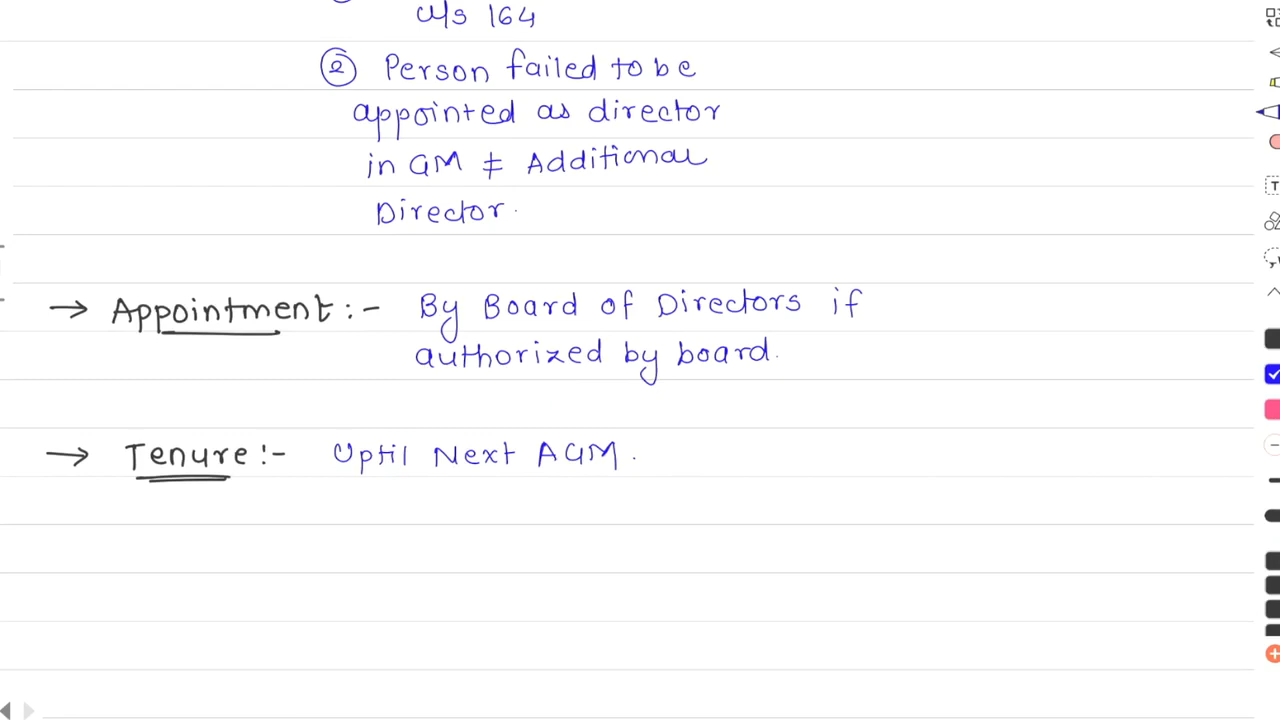 u/s 164
② Person failed to be
appointed as director
in GM ≠ Additional
Director.
→ Appointment :- By Board of Directors if
authorized by board.
→ Tenure :- Uptil Next AGM.